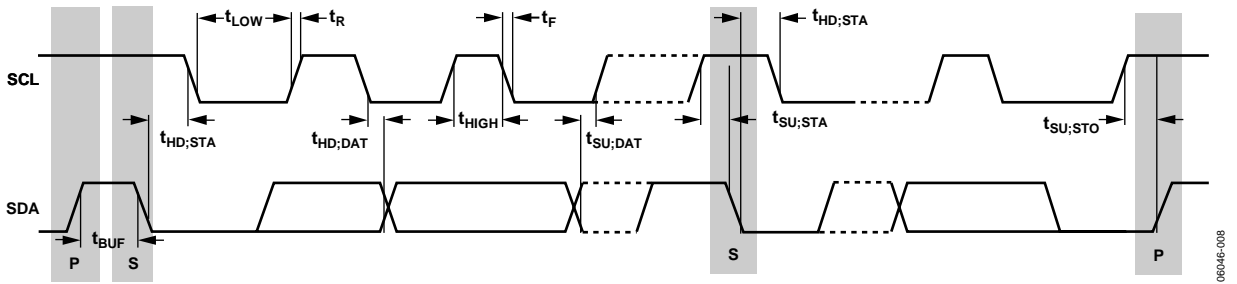 tLOW tR tF tHD;STA
SCL
tHD;STA tHD;DAT tHIGH tSU;DAT tSU;STA tSU;STO
SDA
tBUF
P S S P
06046-008